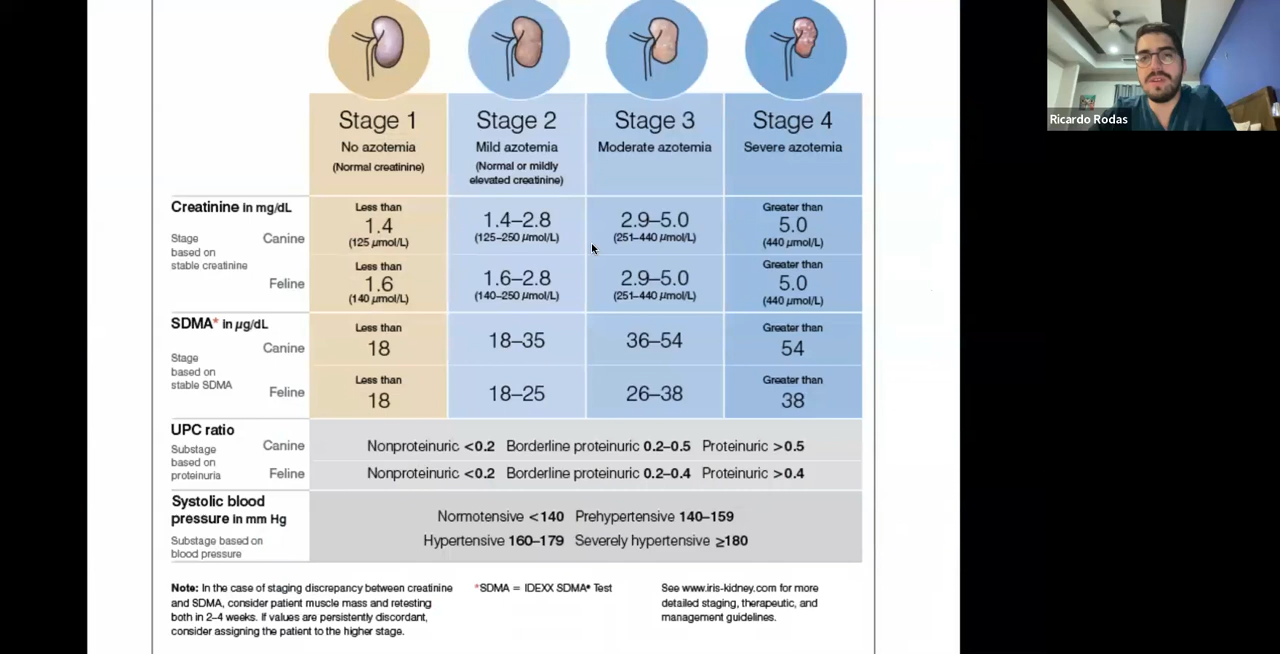 Ricardo Rodas
Stage 1
No azotemia
(Normal creatinine)
Stage 2
Mild azotemia
(Normal or mildly
elevated creatinine)
Stage 3
Moderate azotemia
Stage 4
Severe azotemia
Creatinine in mg/dL
Stage
based on
stable creatinine
Canine
Less than
1.4
(125 µmol/L)
1.4–2.8
(125–250 µmol/L)
2.9–5.0
(251–440 µmol/L)
Greater than
5.0
(440 µmol/L)
Feline
Less than
1.6
(140 µmol/L)
1.6–2.8
(140–250 µmol/L)
2.9–5.0
(251–440 µmol/L)
Greater than
5.0
(440 µmol/L)
SDMA* in µg/dL
Stage
based on
stable SDMA
Canine
Less than
18
18–35
36–54
Greater than
54
Feline
Less than
18
18–25
26–38
Greater than
38
UPC ratio
Substage
based on
proteinuria
Canine
Nonproteinuric <0.2 Borderline proteinuric 0.2–0.5 Proteinuric >0.5
Feline
Nonproteinuric <0.2 Borderline proteinuric 0.2–0.4 Proteinuric >0.4
Systolic blood
pressure in mm Hg
Substage based on
blood pressure
Normotensive <140 Prehypertensive 140–159
Hypertensive 160–179 Severely hypertensive ≥180
Note: In the case of staging discrepancy between creatinine
and SDMA, consider patient muscle mass and retesting
both in 2–4 weeks. If values are persistently discordant,
consider assigning the patient to the higher stage.
*SDMA = IDEXX SDMA® Test
See www.iris-kidney.com for more
detailed staging, therapeutic, and
management guidelines.